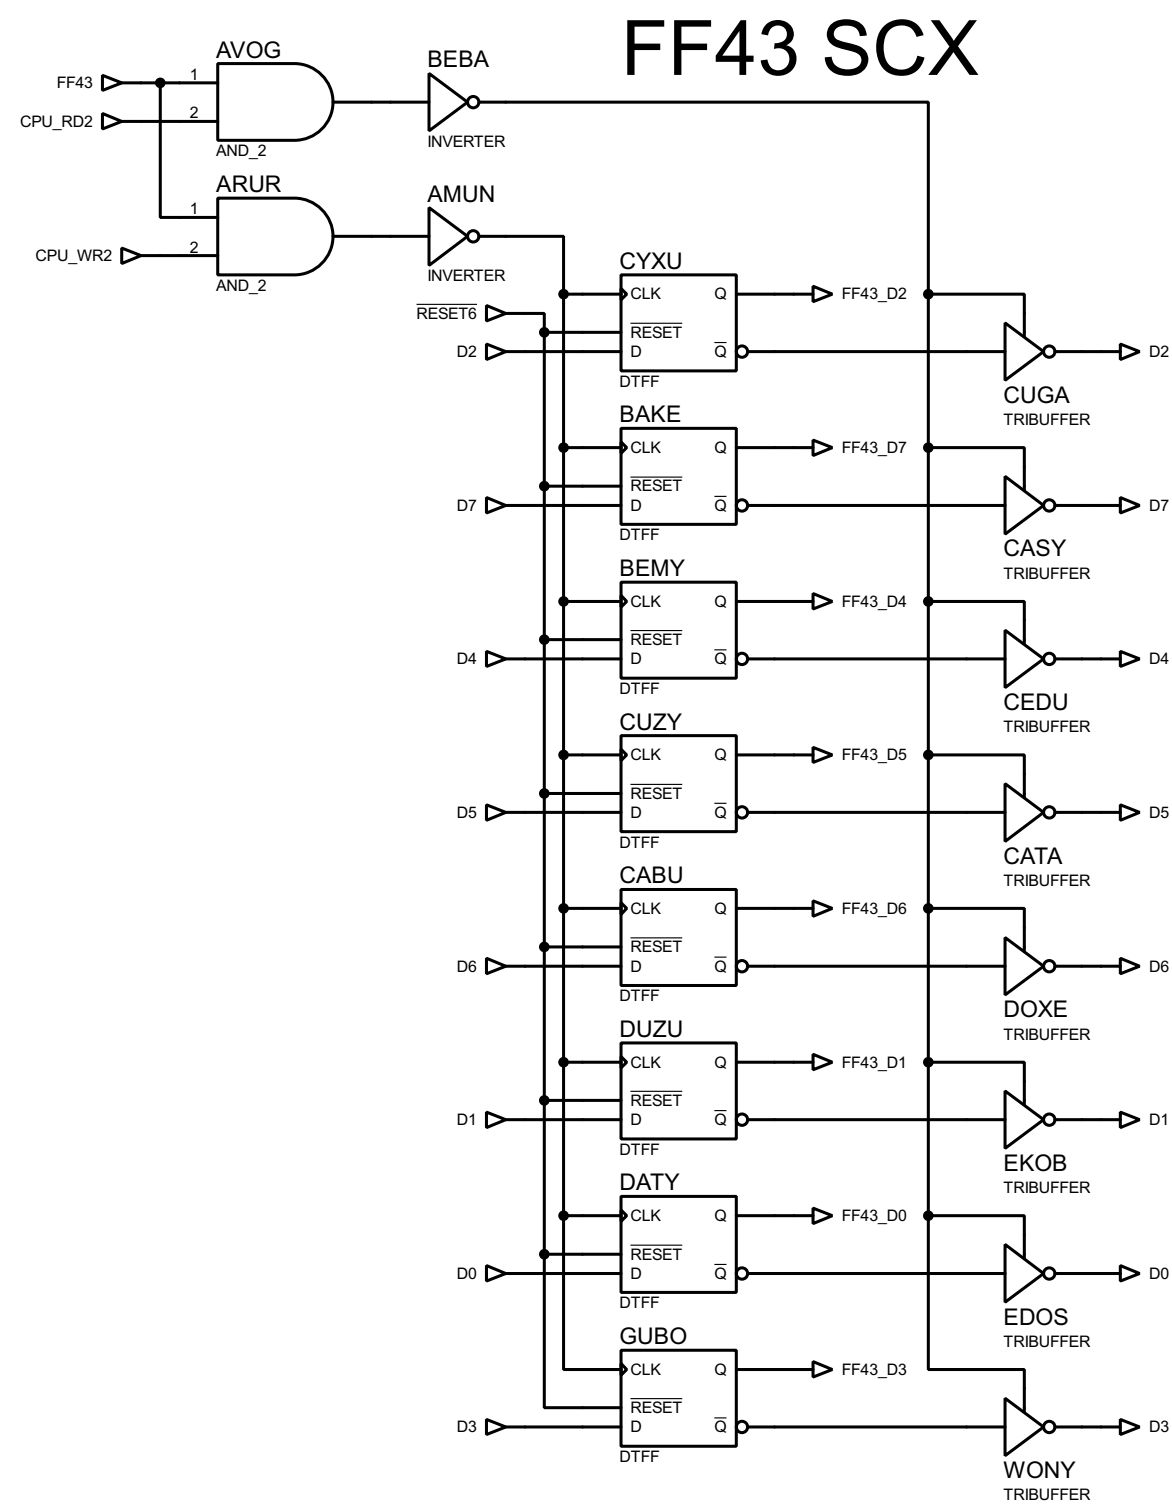 FF43 SCX
AVOG
FF43
1
CPU_RD2
2
AND_2
BEBA
INVERTER
ARUR
1
CPU_WR2
2
AND_2
AMUN
INVERTER
RESET6
CYXU
CLK Q FF43_D2
RESET
D2 D Q D2
DTFF
CUGA
TRIBUFFER
BAKE
CLK Q FF43_D7
RESET
D7 D Q D7
DTFF
CASY
TRIBUFFER
BEMY
CLK Q FF43_D4
RESET
D4 D Q D4
DTFF
CEDU
TRIBUFFER
CUZY
CLK Q FF43_D5
RESET
D5 D Q D5
DTFF
CATA
TRIBUFFER
CABU
CLK Q FF43_D6
RESET
D6 D Q D6
DTFF
DOXE
TRIBUFFER
DUZU
CLK Q FF43_D1
RESET
D1 D Q D1
DTFF
EKOB
TRIBUFFER
DATY
CLK Q FF43_D0
RESET
D0 D Q D0
DTFF
EDOS
TRIBUFFER
GUBO
CLK Q FF43_D3
RESET
D3 D Q D3
DTFF
WONY
TRIBUFFER